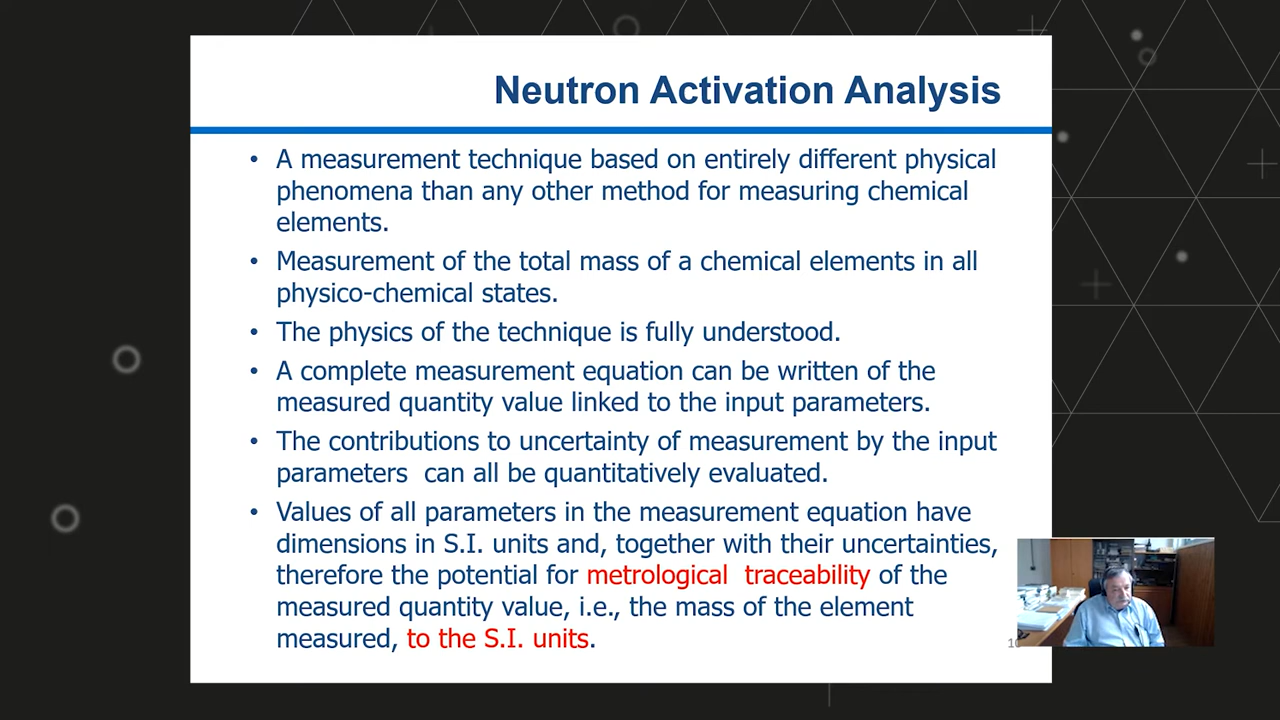 Neutron Activation Analysis
• A measurement technique based on entirely different physical
phenomena than any other method for measuring chemical
elements.
• Measurement of the total mass of a chemical elements in all
physico-chemical states.
• The physics of the technique is fully understood.
• A complete measurement equation can be written of the
measured quantity value linked to the input parameters.
• The contributions to uncertainty of measurement by the input
parameters  can all be quantitatively evaluated.
• Values of all parameters in the measurement equation have
dimensions in S.I. units and, together with their uncertainties,
therefore the potential for metrological  traceability of the
measured quantity value, i.e., the mass of the element
measured, to the S.I. units.